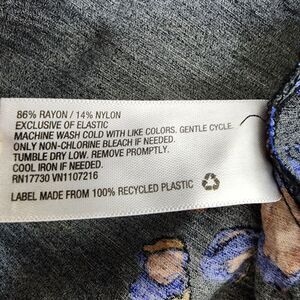 86% RAYON / 14% NYLON
EXCLUSIVE OF ELASTIC
MACHINE WASH COLD WITH LIKE COLORS. GENTLE CYCLE.
ONLY NON-CHLORINE BLEACH IF NEEDED.
TUMBLE DRY LOW. REMOVE PROMPTLY.
COOL IRON IF NEEDED.
RN17730 VN1107216
LABEL MADE FROM 100% RECYCLED PLASTIC